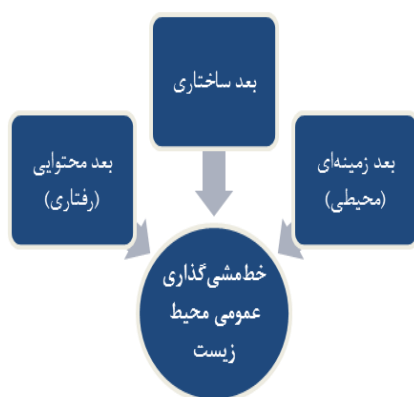 بعد ساختاری
بعد زمینه‌ای
(محیطی)
بعد محتوایی
(رفتاری)
خط‌مشی‌گذاری
عمومی محیط
زیست